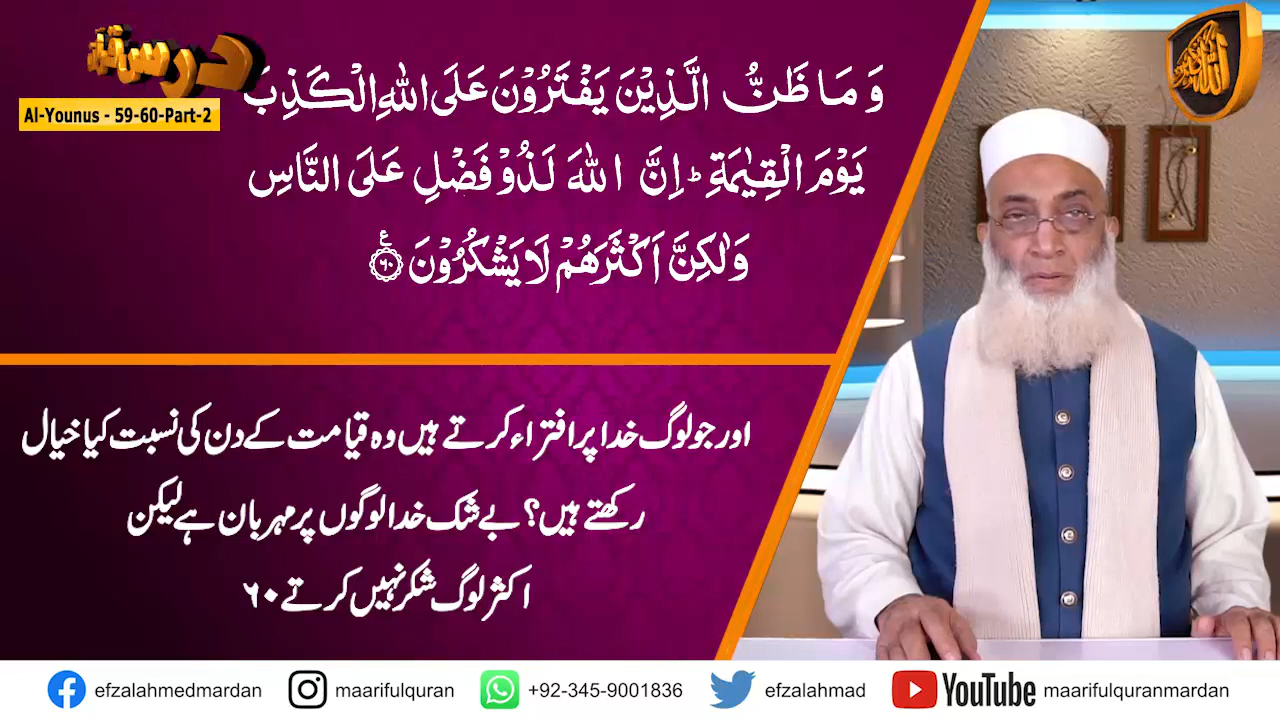 درس قرآن
Al-Younus - 59-60-Part-2
وَ مَا ظَنُّ الَّذِیْنَ یَفْتَرُوْنَ عَلَی اللّٰهِ الْكَذِبَ
یَوْمَ الْقِیٰمَةِ ؕ اِنَّ اللّٰهَ لَذُوْ فَضْلٍ عَلَی النَّاسِ
وَلٰكِنَّ اَكْثَرَهُمْ لَا یَشْكُرُوْنَ ۶۰ ع
اور جو لوگ خدا پر افتراء کرتے ہیں وہ قیامت کے دن کی نسبت کیا خیال
رکھتے ہیں؟ بے شک خدا لوگوں پر مہربان ہے لیکن
اکثر لوگ شکر نہیں کرتے ۶۰
efzalahmedmardan
maarifulquran
+92-345-9001836
efzalahmad
YouTube maarifulquranmardan